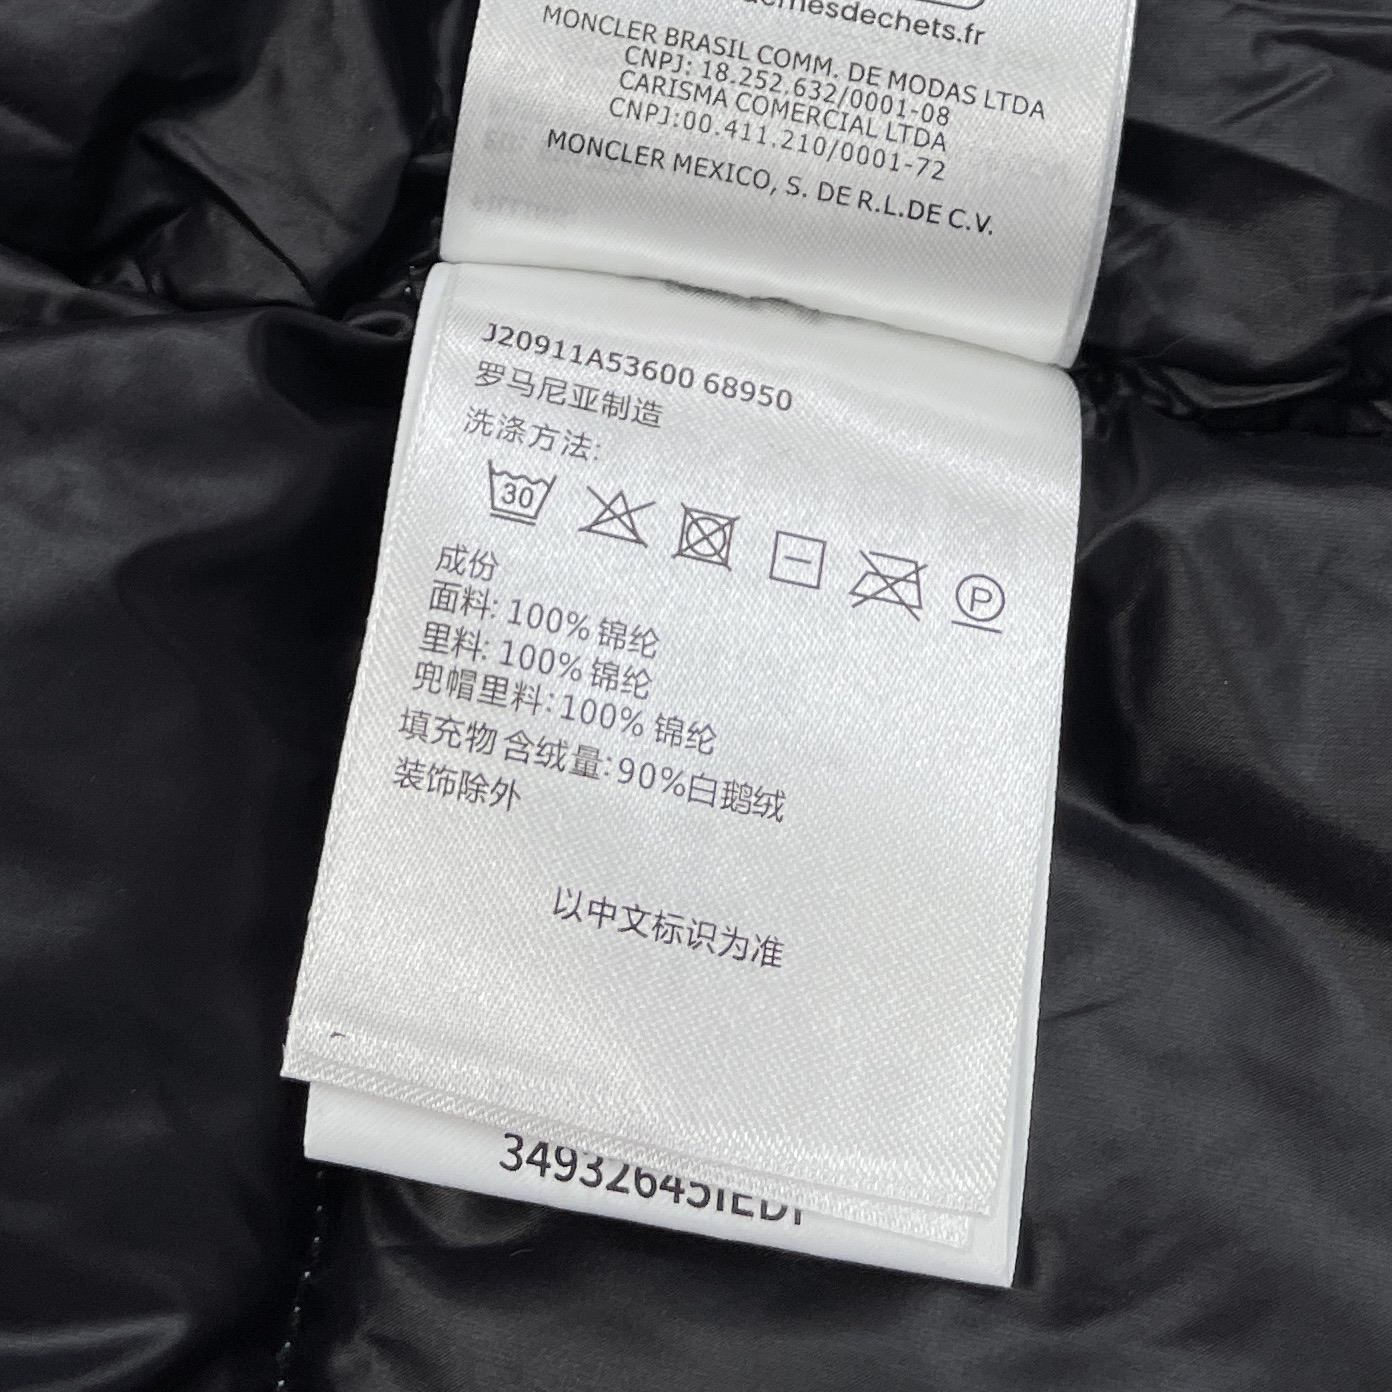 MONCLER BRASIL COMM. DE MODAS LTDA
CNPJ: 18.252.632/0001-08
CARISMA COMERCIAL LTDA
CNPJ:00.411.210/0001-72
MONCLER MEXICO, S. DE R.L.DE C.V.
J20911A53600 68950
罗马尼亚制造
洗涤方法:
30
P
成份
面料: 100% 锦纶
里料: 100% 锦纶
兜帽里料:100% 锦纶
填充物 含绒量:90%白鹅绒
装饰除外
以中文标识为准